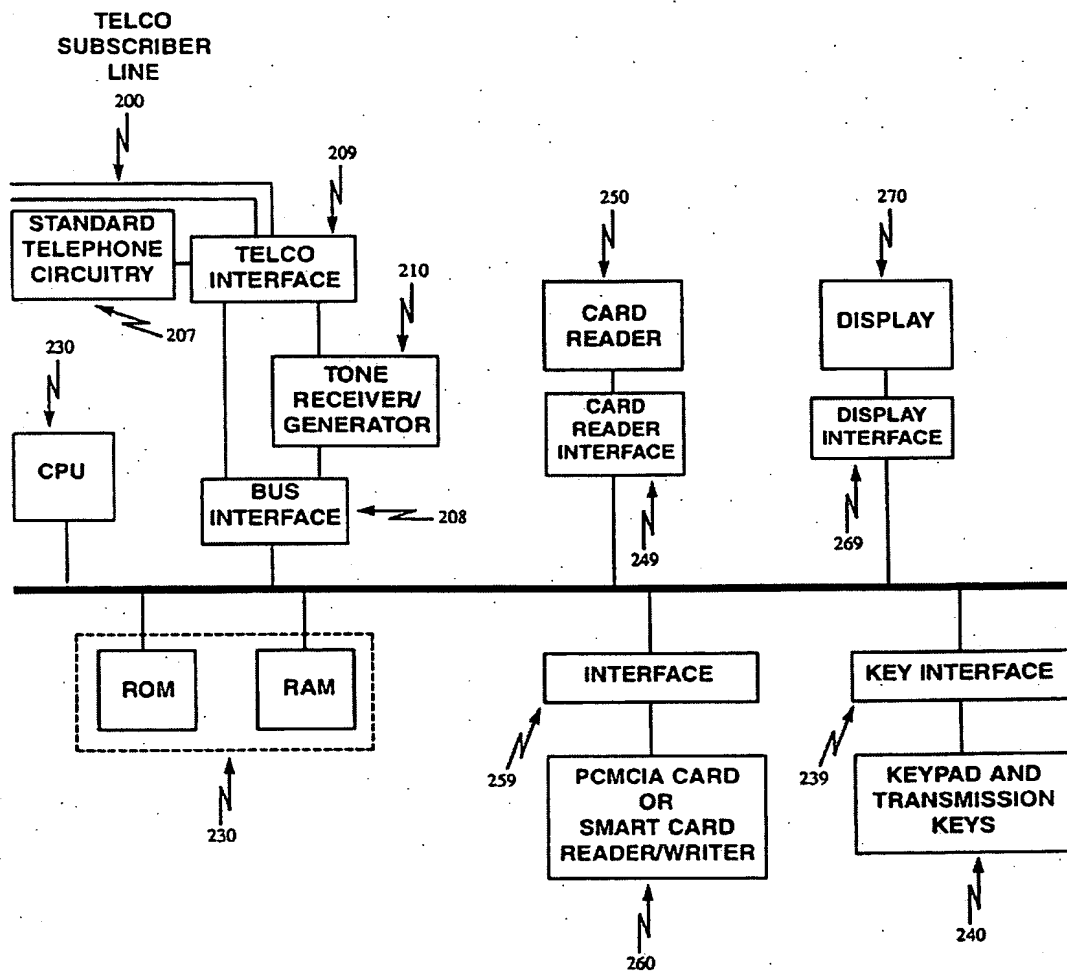 TELCO
SUBSCRIBER
LINE
200
209
STANDARD
TELEPHONE
CIRCUITRY
TELCO
INTERFACE
207
210
250
270
230
TONE
RECEIVER/
GENERATOR
CARD
READER
DISPLAY
CPU
CARD
READER
INTERFACE
DISPLAY
INTERFACE
BUS
INTERFACE
208
249
269
ROM
RAM
230
INTERFACE
KEY INTERFACE
259
239
PCMCIA CARD
OR
SMART CARD
READER/WRITER
KEYPAD AND
TRANSMISSION
KEYS
260
240